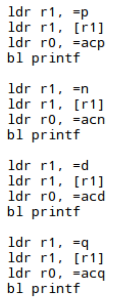 ldr r1, =p
ldr r1, [r1]
ldr r0, =acp
bl printf
ldr r1, =n
ldr r1, [r1]
ldr r0, =acn
bl printf
ldr r1, =d
ldr r1, [r1]
ldr r0, =acd
bl printf
ldr r1, =q
ldr r1, [r1]
ldr r0, =acq
bl printf